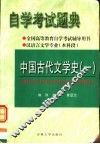 自学考试题典
全国高等教育自学考试辅导用书
汉语言文学专业（本科段）
中国古代文学史（一）